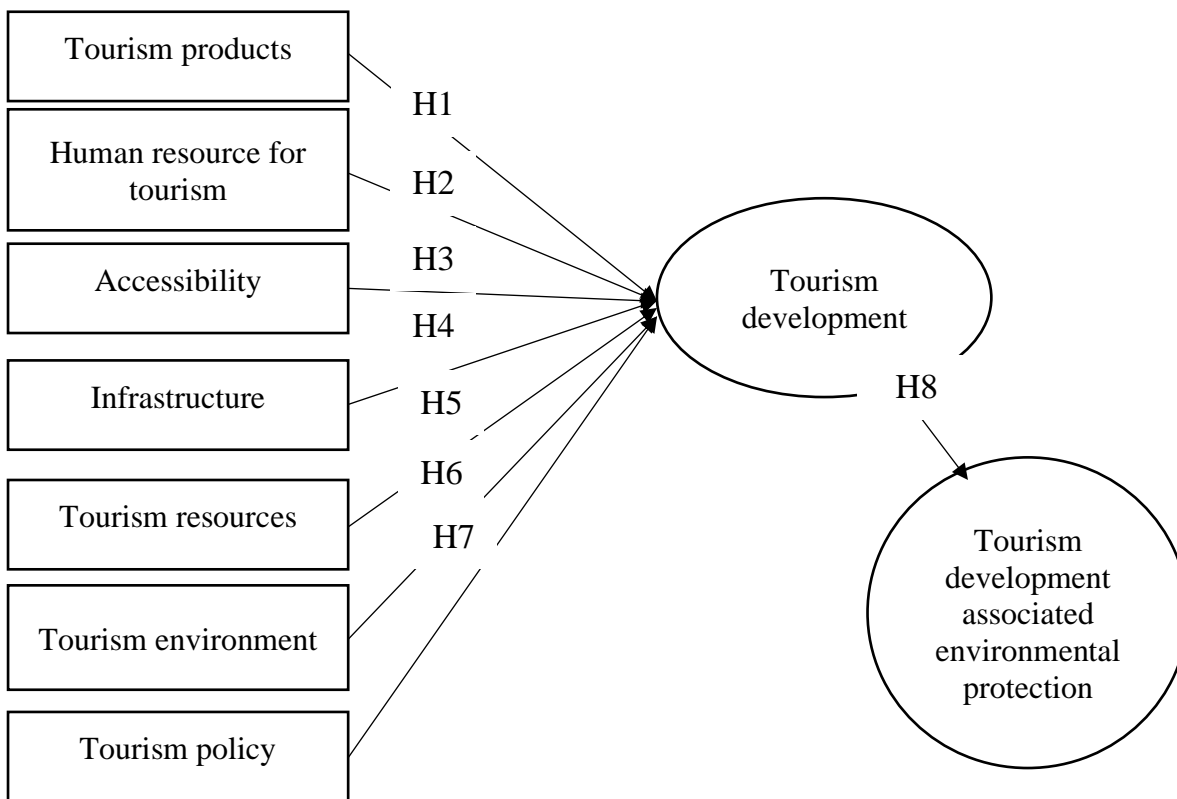 Tourism products
Human resource for
tourism
Accessibility
Infrastructure
Tourism resources
Tourism environment
Tourism policy
H1
H2
H3
H4
H5
H6
H7
Tourism
development
H8
Tourism
development
associated
environmental
protection